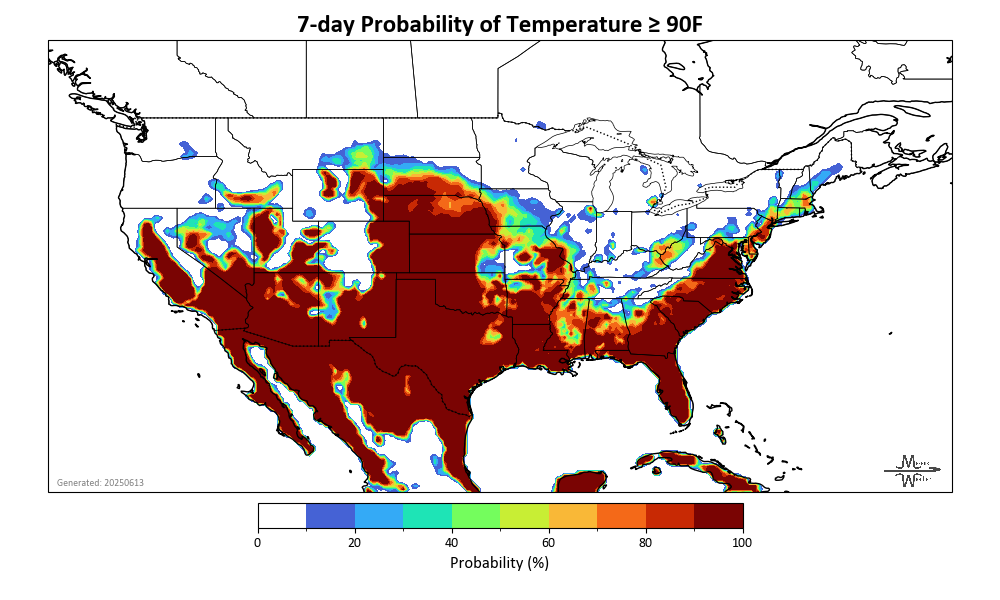 7-day Probability of Temperature ≥ 90F
Generated: 20250613
0 20 40 60 80 100
Probability (%)